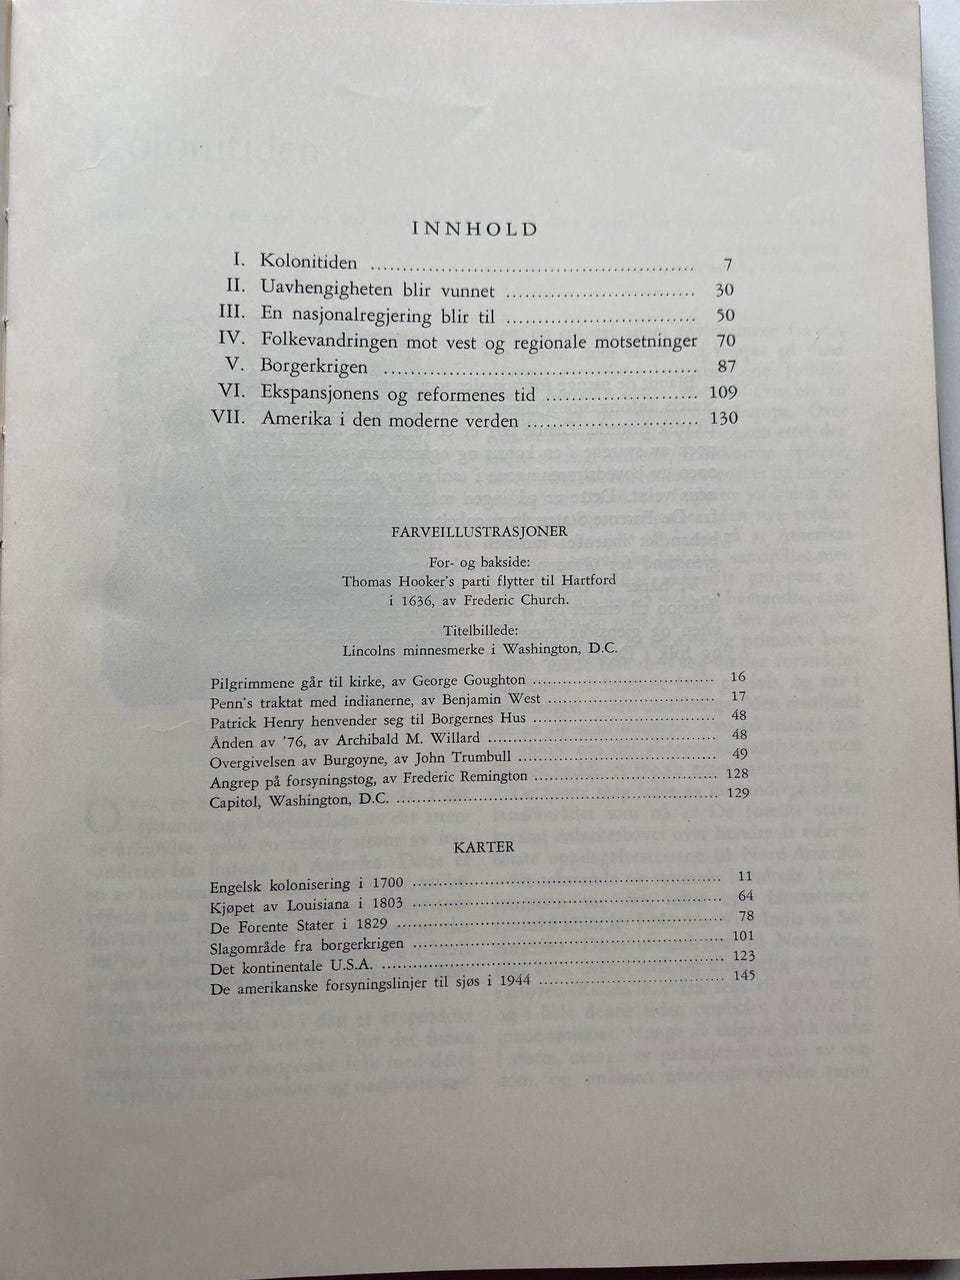 INNHOLD
I. Kolonitiden ........ 7
II. Uavhengigheten blir vunnet ........ 30
III. En nasjonalregjering blir til ........ 50
IV. Folkevandringen mot vest og regionale motsetninger 70
V. Borgerkrigen ........ 87
VI. Ekspansjonens og reformenes tid ........ 109
VII. Amerika i den moderne verden ........ 130
FARVEILLUSTRASJONER
For- og bakside:
Thomas Hooker's parti flytter til Hartford
i 1636, av Frederic Church.
Titelbillede:
Lincolns minnesmerke i Washington, D.C.
Pilgrimmene går til kirke, av George Goughton ........ 16
Penn's traktat med indianerne, av Benjamin West ........ 17
Patrick Henry henvender seg til Borgernes Hus ........ 48
Ånden av '76, av Archibald M. Willard ........ 48
Overgivelsen av Burgoyne, av John Trumbull ........ 49
Angrep på forsyningstog, av Frederic Remington ........ 128
Capitol, Washington, D.C. ........ 129
KARTER
Engelsk kolonisering i 1700 ........ 11
Kjøpet av Louisiana i 1803 ........ 64
De Forente Stater i 1829 ........ 78
Slagområde fra borgerkrigen ........ 101
Det kontinentale U.S.A. ........ 123
De amerikanske forsyningslinjer til sjøs i 1944 ........ 145